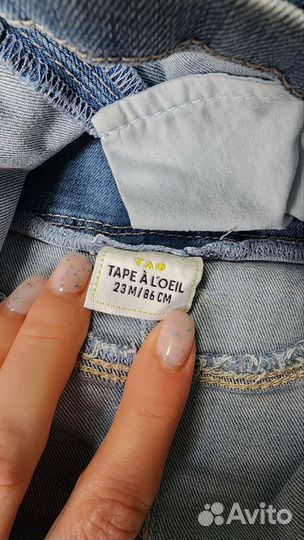 TAO
TAPE À L'OEIL
23 M/86 CM
Avito